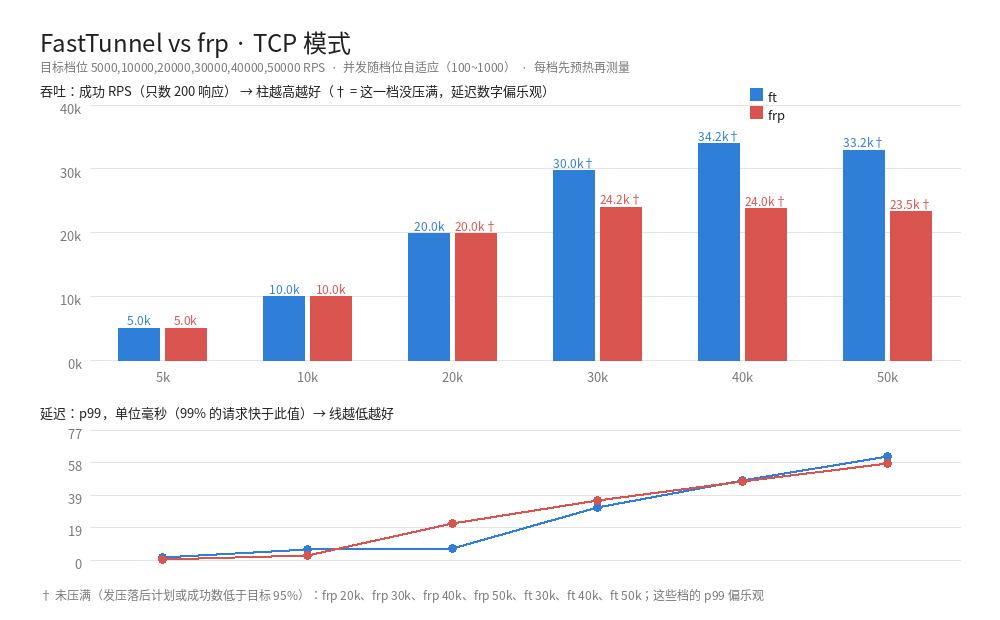 FastTunnel vs frp · TCP 模式
目标档位 5000,10000,20000,30000,40000,50000 RPS · 并发随档位自适应（100~1000） · 每档先预热再测量
吞吐：成功 RPS（只数 200 响应） → 柱越高越好（† = 这一档没压满，延迟数字偏乐观）
ft
frp
40k
30k
20k
10k
0k
5.0k 5.0k
10.0k 10.0k
20.0k 20.0k †
30.0k † 24.2k †
34.2k † 24.0k †
33.2k † 23.5k †
5k 10k 20k 30k 40k 50k
延迟：p99，单位毫秒（99% 的请求快于此值）→ 线越低越好
77
58
39
19
0
† 未压满（发压落后计划或成功数低于目标 95%）：frp 20k、frp 30k、frp 40k、frp 50k、ft 30k、ft 40k、ft 50k；这些档的 p99 偏乐观